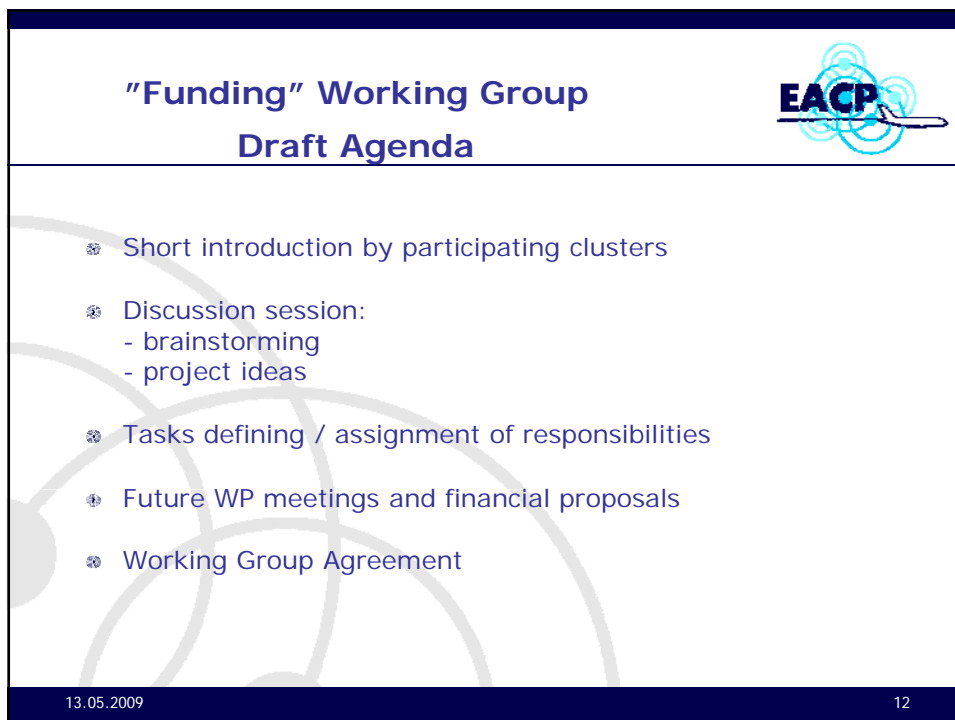 ”Funding” Working Group
Draft Agenda
EACP
Short introduction by participating clusters
Discussion session:
- brainstorming
- project ideas
Tasks defining / assignment of responsibilities
Future WP meetings and financial proposals
Working Group Agreement
13.05.2009
12